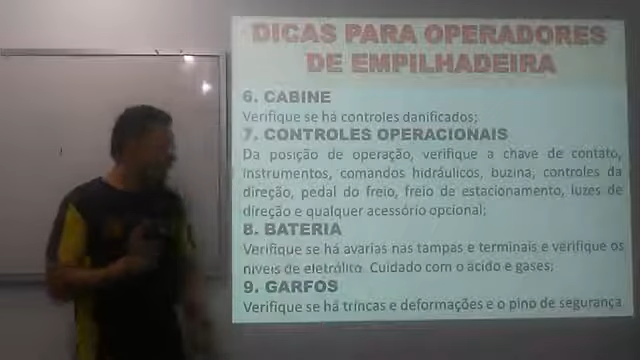 DICAS PARA OPERADORES
DE EMPILHADEIRA
6. CABINE
Verifique se há controles danificados;
7. CONTROLES OPERACIONAIS
Da posição de operação, verifique a chave de contato,
instrumentos, comandos hidráulicos, buzina, controles da
direção, pedal do freio, freio de estacionamento, luzes de
direção e qualquer acessório opcional;
8. BATERIA
Verifique se há avarias nas tampas e terminais e verifique os
níveis de eletrólito. Cuidado com o ácido e gases;
9. GARFOS
Verifique se há trincas e deformações e o pino de segurança